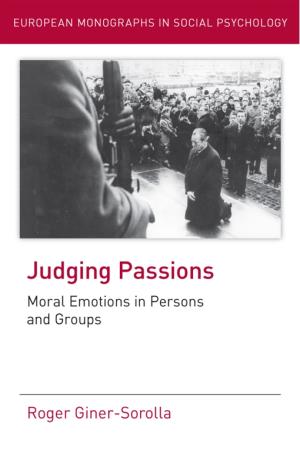 EUROPEAN MONOGRAPHS IN SOCIAL PSYCHOLOGY
Judging Passions
Moral Emotions in Persons
and Groups
Roger Giner-Sorolla